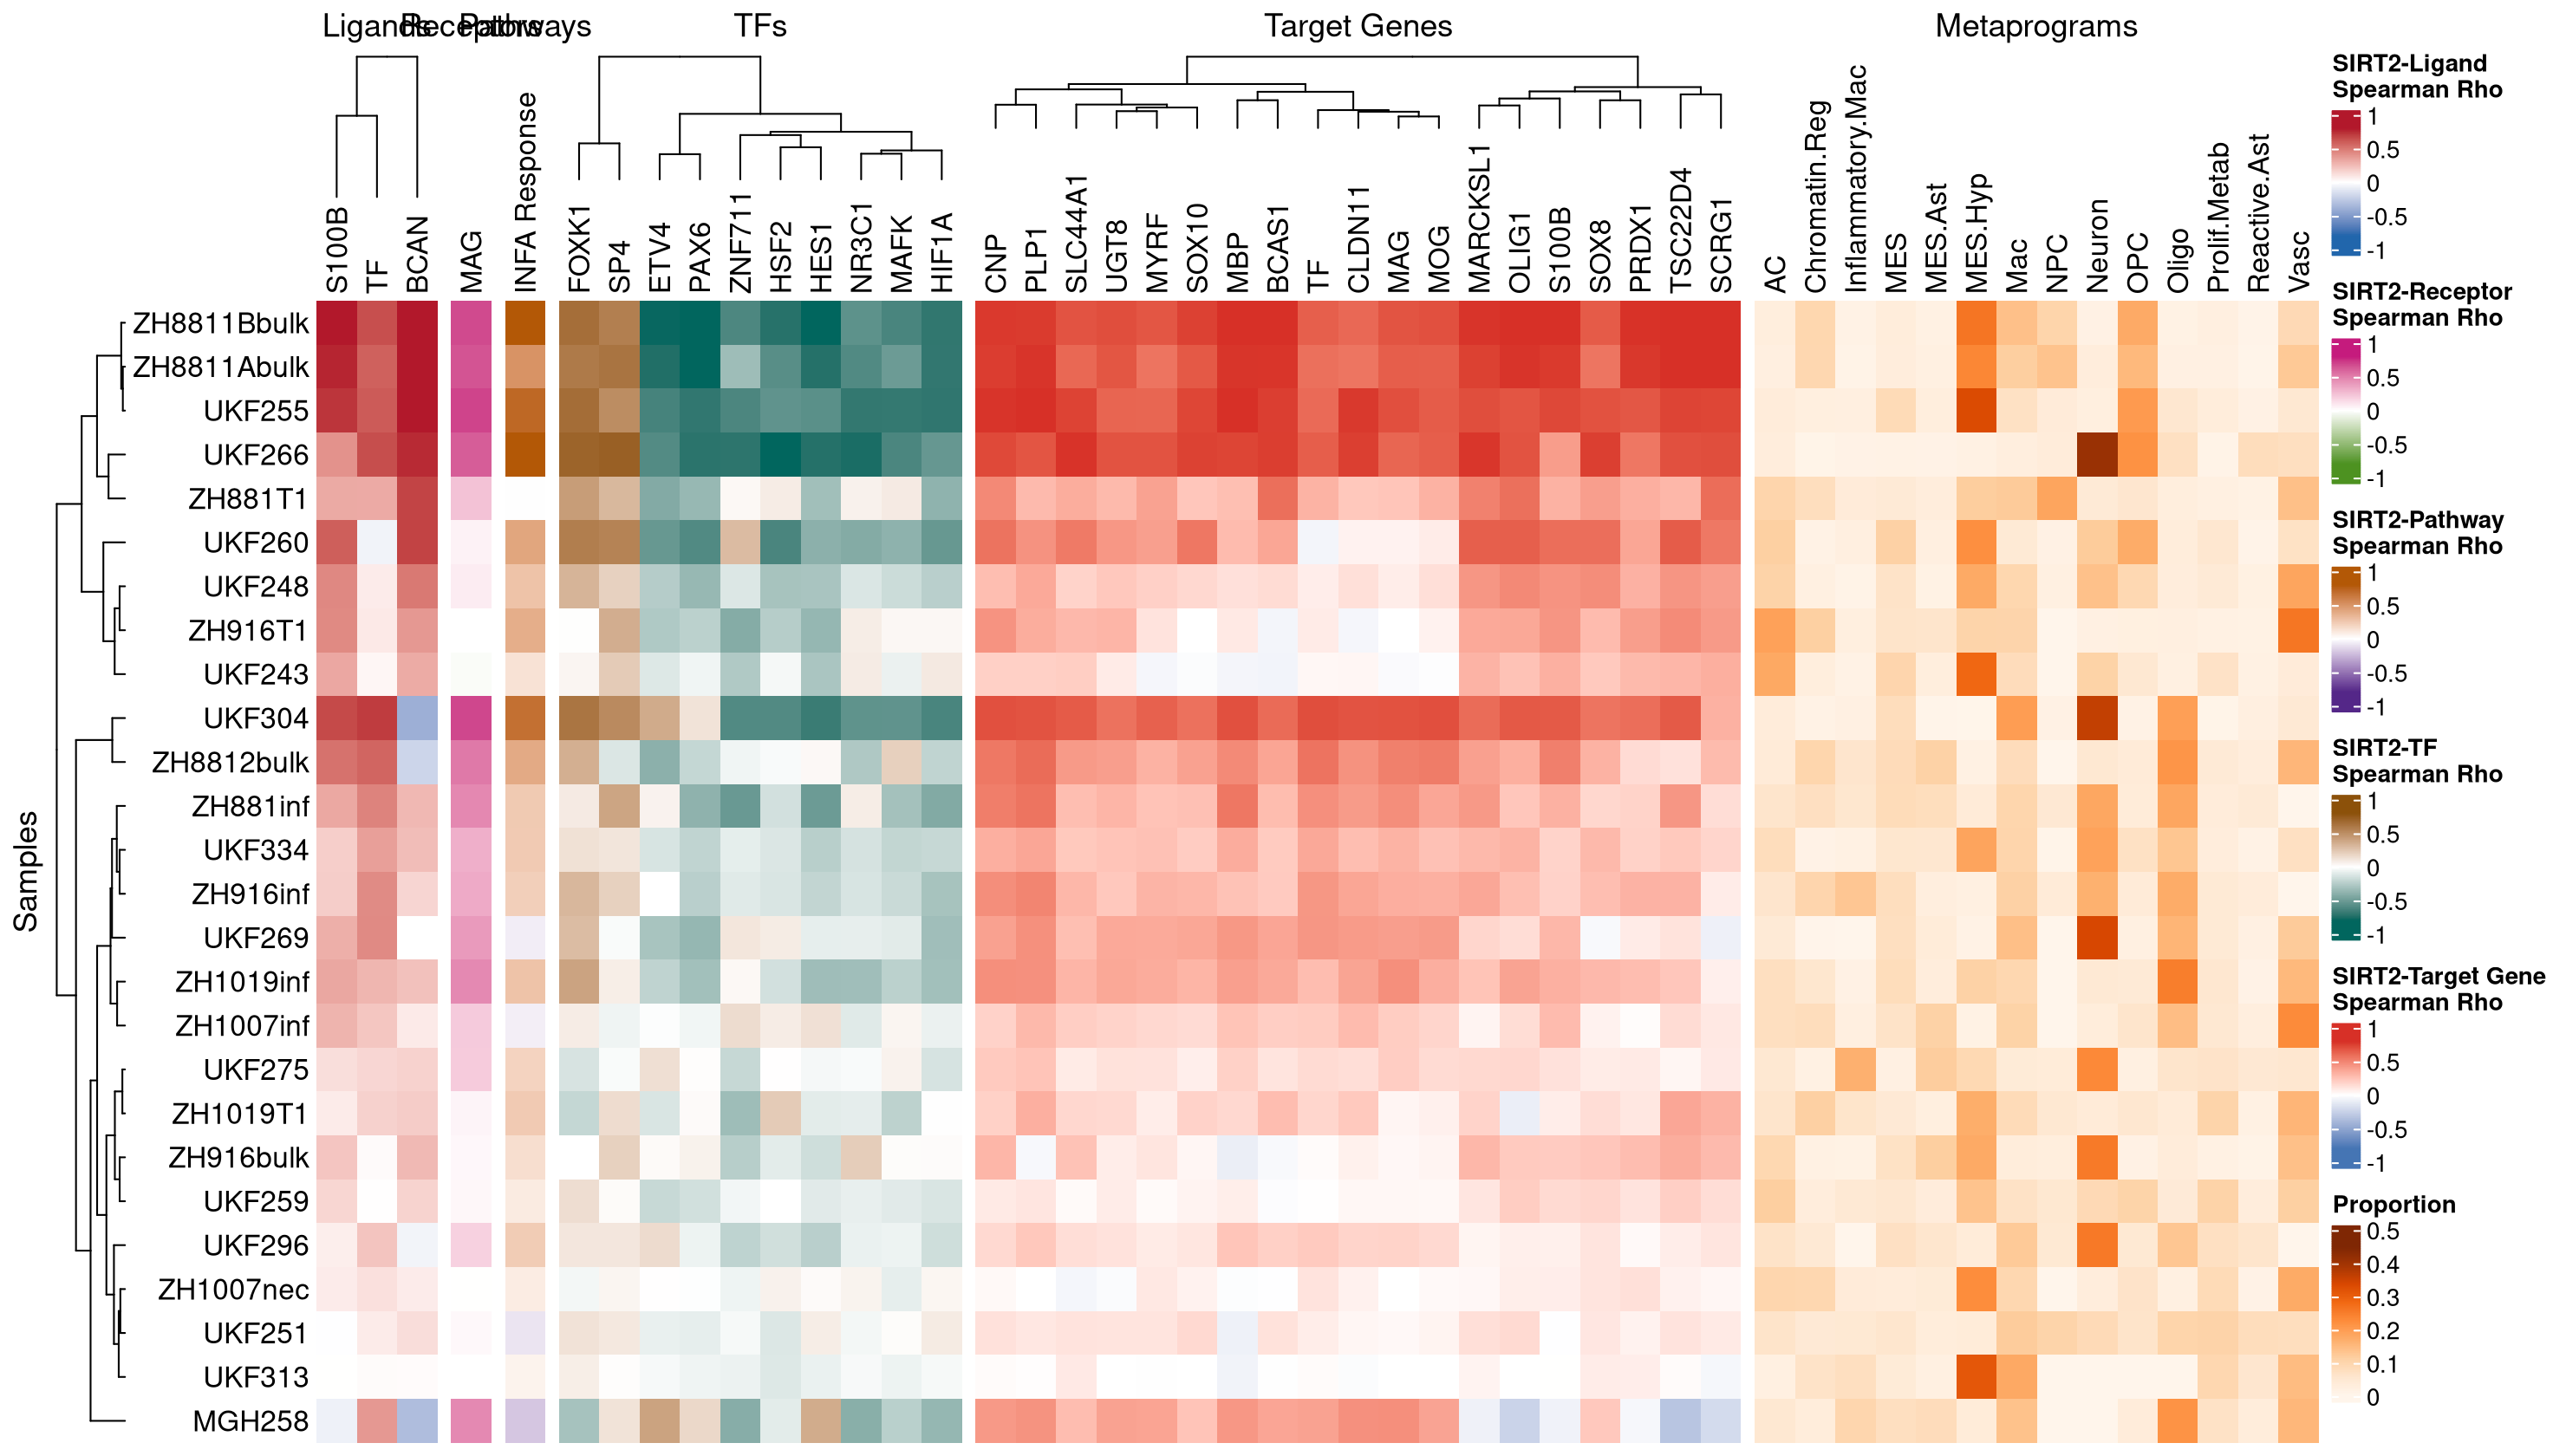 Ligands Receptors Pathways TFs Target Genes Metaprograms
S100B TF BCAN MAG INFA Response FOXK1 SP4 ETV4 PAX6 ZNF711 HSF2 HES1 NR3C1 MAFK HIF1A CNP PLP1 SLC44A1 UGT8 MYRF SOX10 MBP BCAS1 TF CLDN11 MAG MOG MARCKSL1 OLIG1 S100B SOX8 PRDX1 TSC22D4 SCRG1 AC Chromatin.Reg Inflammatory.Mac MES MES.Ast MES.Hyp Mac NPC Neuron OPC Oligo Prolif.Metab Reactive.Ast Vasc
Samples
ZH8811Bbulk
ZH8811Abulk
UKF255
UKF266
ZH881T1
UKF260
UKF248
ZH916T1
UKF243
UKF304
ZH8812bulk
ZH881inf
UKF334
ZH916inf
UKF269
ZH1019inf
ZH1007inf
UKF275
ZH1019T1
ZH916bulk
UKF259
UKF296
ZH1007nec
UKF251
UKF313
MGH258
SIRT2-Ligand
Spearman Rho
1
0.5
0
-0.5
-1
SIRT2-Receptor
Spearman Rho
1
0.5
0
-0.5
-1
SIRT2-Pathway
Spearman Rho
1
0.5
0
-0.5
-1
SIRT2-TF
Spearman Rho
1
0.5
0
-0.5
-1
SIRT2-Target Gene
Spearman Rho
1
0.5
0
-0.5
-1
Proportion
0.5
0.4
0.3
0.2
0.1
0